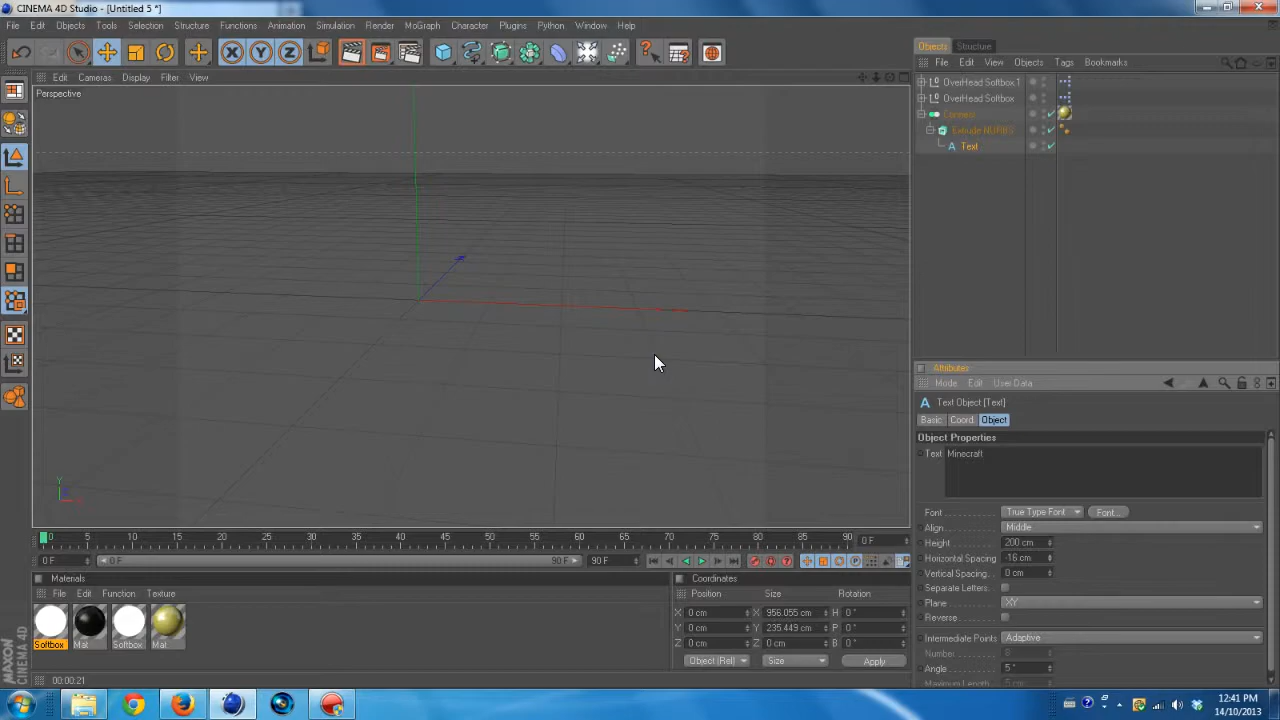 CINEMA 4D Studio - [Untitled 5 *]
File Edit Objects Tools Selection Structure Functions Animation Simulation Render MoGraph Character Plugins Python Window Help
Edit Cameras Display Filter View
Perspective
Y
Objects Structure
File Edit View Objects Tags Bookmarks
OverHead Softbox.1
OverHead Softbox
Connect
Extrude NURBS
A Text
Attributes
Mode Edit User Data
A Text Object [Text]
Basic Coord. Object
Object Properties
Text Minecraft
Font True Type Font Font...
Align Middle
Height 200 cm
Horizontal Spacing -16 cm
Vertical Spacing 0 cm
Separate Letters
Plane XY
Reverse
Intermediate Points Adaptive
Number 8
Angle 5 °
Maximum Length 5 cm
0 5 10 15 20 25 30 35 40 45 50 55 60 65 70 75 80 85 90 0 F
0 F 0 F 90 F 90 F
Materials
File Edit Function Texture
Softbox Mat Softbox Mat
Coordinates
Position Size Rotation
X 0 cm X 956.055 cm H 0 °
Y 0 cm Y 235.449 cm P 0 °
Z 0 cm Z 0 cm B 0 °
Object (Rel) Size Apply
MAXON
CINEMA 4D
00:00:21
12:41 PM
14/10/2013